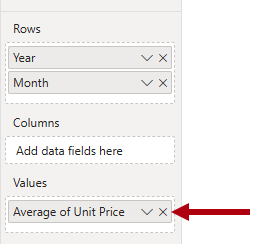 Rows
Year
Month
Columns
Add data fields here
Values
Average of Unit Price